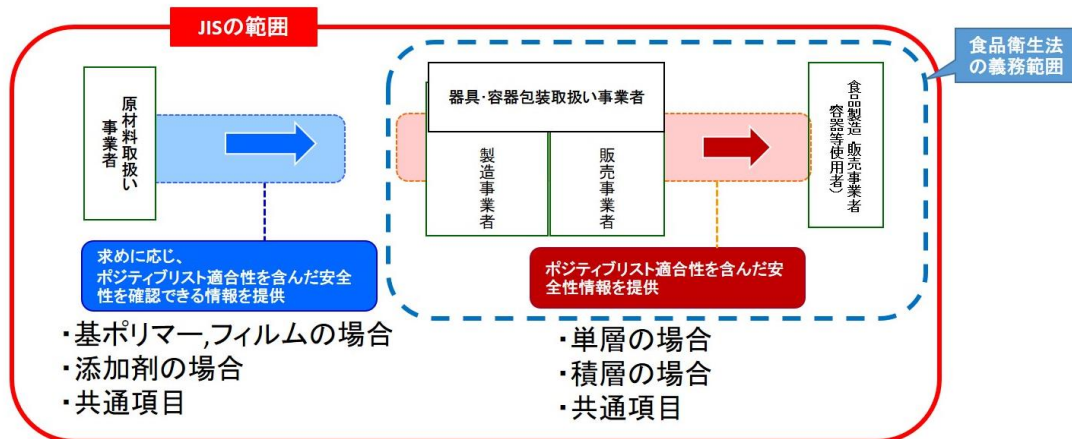 JISの範囲
食品衛生法
の義務範囲
原材料取扱い
事業者
器具・容器包装取扱い事業者
製造事業者
販売事業者
食品製造・販売事業者
容器等使用者）
求めに応じ、
ポジティブリスト適合性を含んだ安全
性を確認できる情報を提供
ポジティブリスト適合性を含んだ安
全性情報を提供
・基ポリマー,フィルムの場合
・添加剤の場合
・共通項目
・単層の場合
・積層の場合
・共通項目